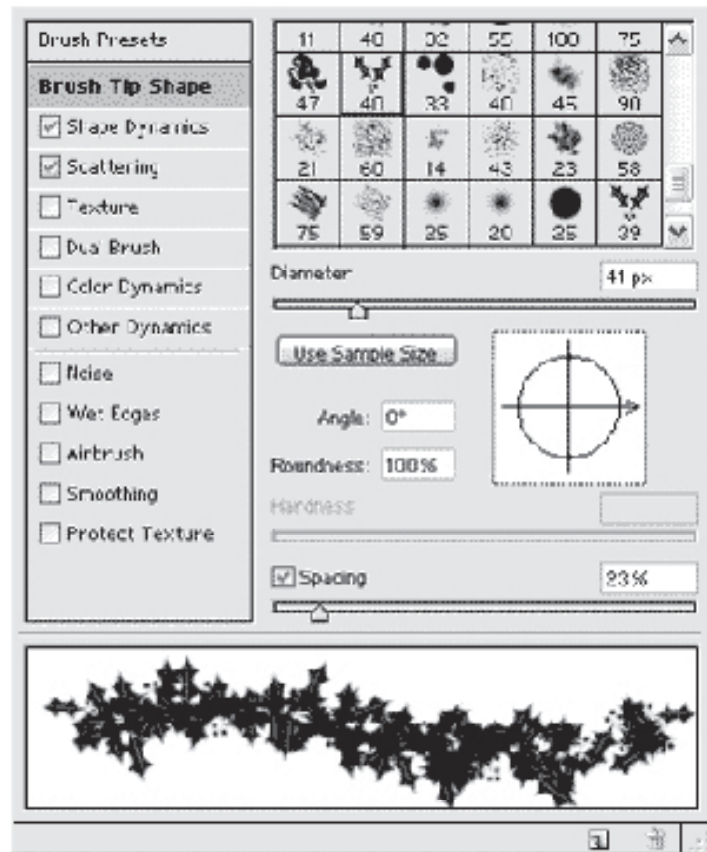 Brush Presets
Brush Tip Shape
Shape Dynamics
Scattering
Texture
Dual Brush
Color Dynamics
Other Dynamics
Noise
Wet Edges
Airbrush
Smoothing
Protect Texture
11 40 32 55 100 75
47 40 33 40 45 90
21 60 14 43 23 58
75 59 25 20 25 39
Diameter 41 px
Use Sample Size
Angle: 0°
Roundness: 100%
Hardness
Spacing 23%